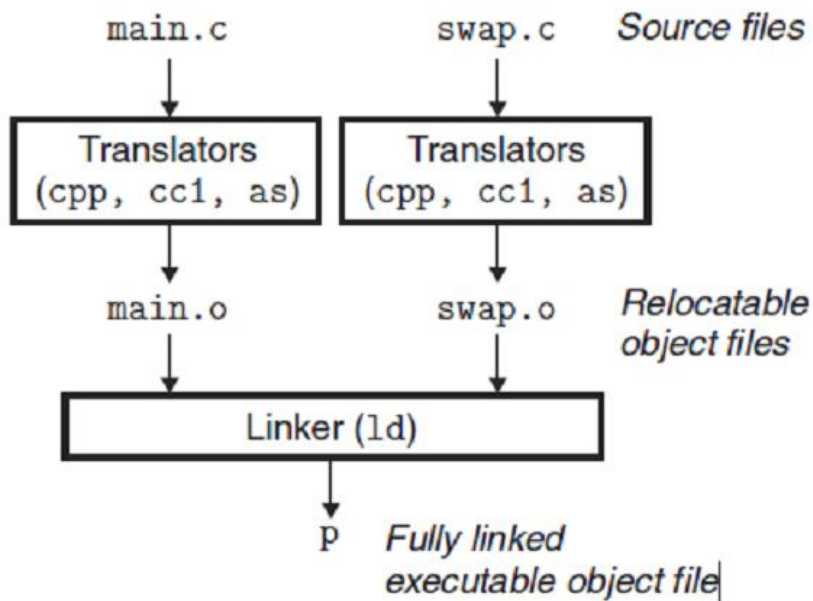 main.c swap.c Source files
Translators Translators
(cpp, cc1, as) (cpp, cc1, as)
main.o swap.o Relocatable
object files
Linker (ld)
p Fully linked
executable object file